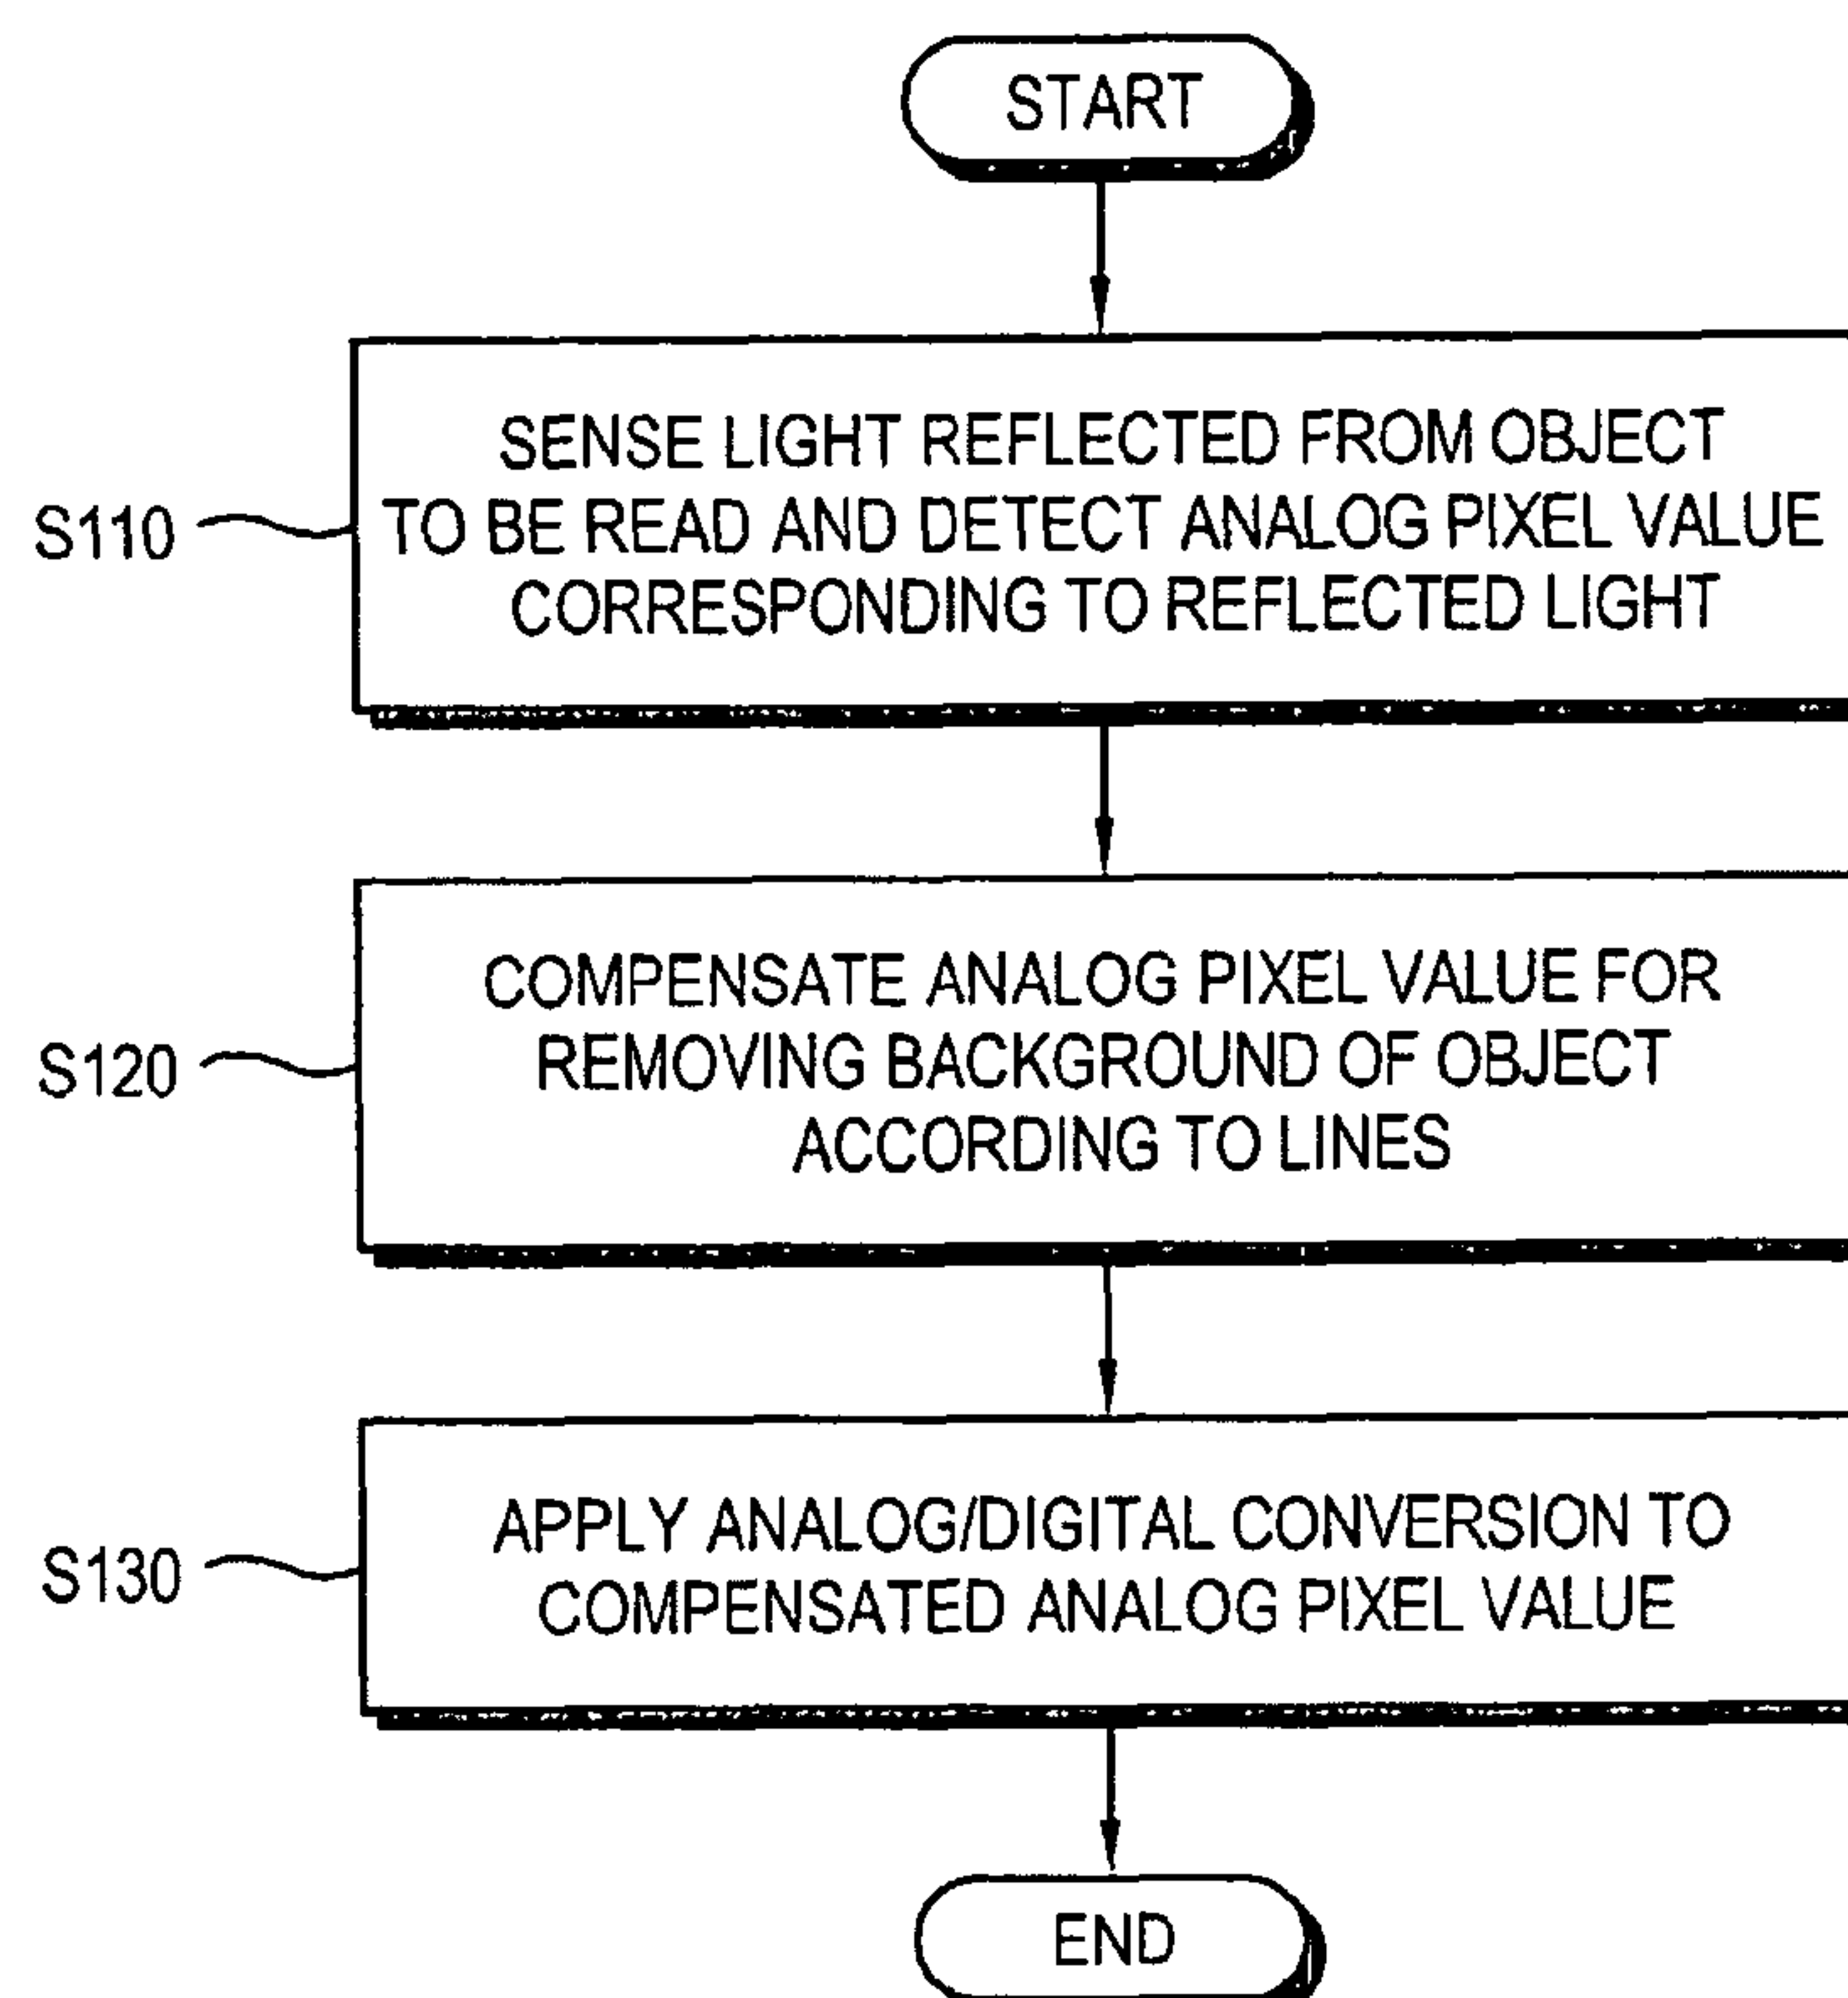 START
SENSE LIGHT REFLECTED FROM OBJECT
S110
TO BE READ AND DETECT ANALOG PIXEL VALUE
CORRESPONDING TO REFLECTED LIGHT
COMPENSATE ANALOG PIXEL VALUE FOR
S120
REMOVING BACKGROUND OF OBJECT
ACCORDING TO LINES
S130
APPLY ANALOG/DIGITAL CONVERSION TO
COMPENSATED ANALOG PIXEL VALUE
END